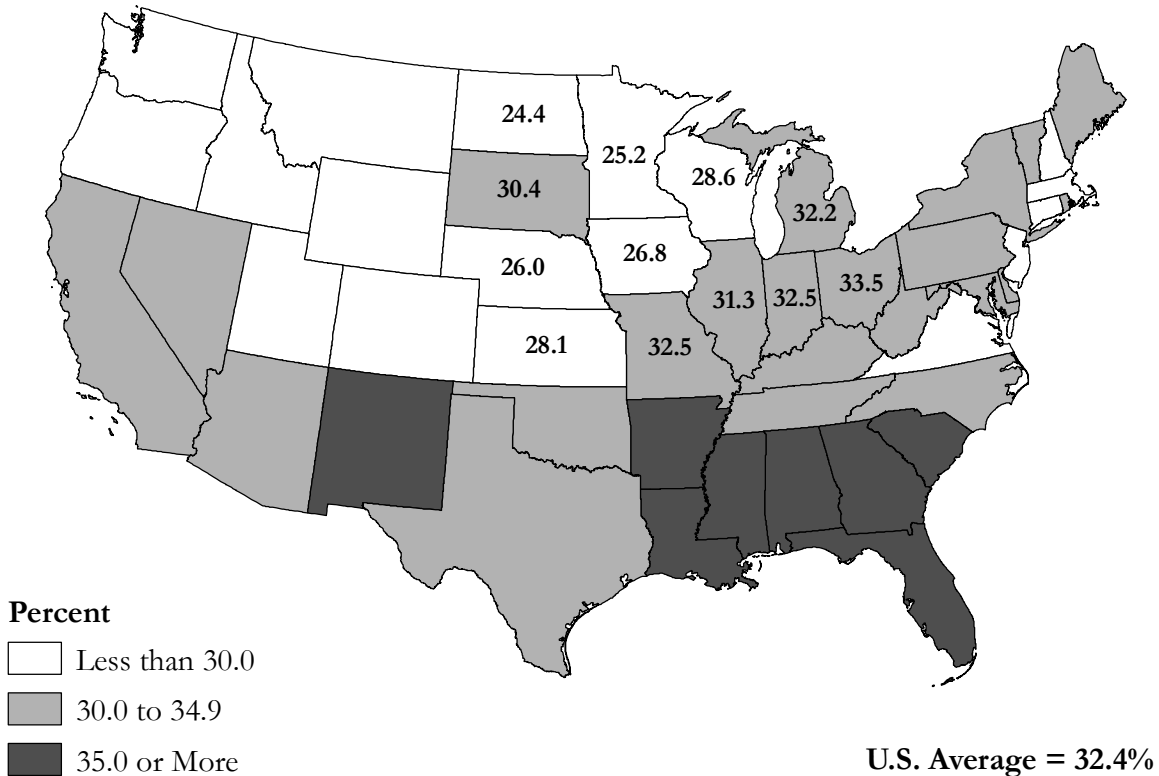 24.4
25.2
28.6
30.4
32.2
26.0
26.8
31.3
32.5
33.5
28.1
32.5
Percent
Less than 30.0
30.0 to 34.9
35.0 or More
U.S. Average = 32.4%